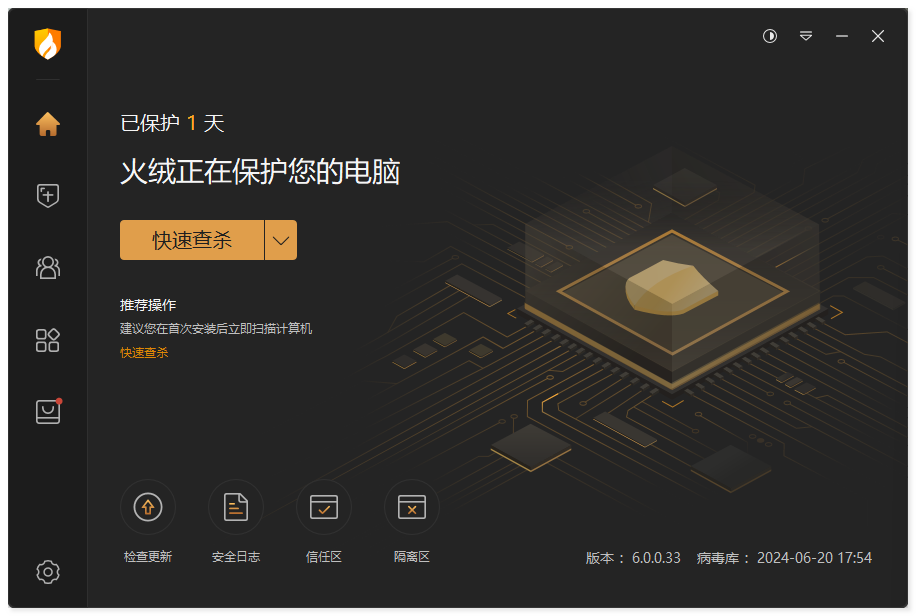 已保护 1 天
火绒正在保护您的电脑
快速查杀
推荐操作
建议您在首次安装后立即扫描计算机
快速查杀
检查更新 安全日志 信任区 隔离区
版本： 6.0.0.33 病毒库： 2024-06-20 17:54